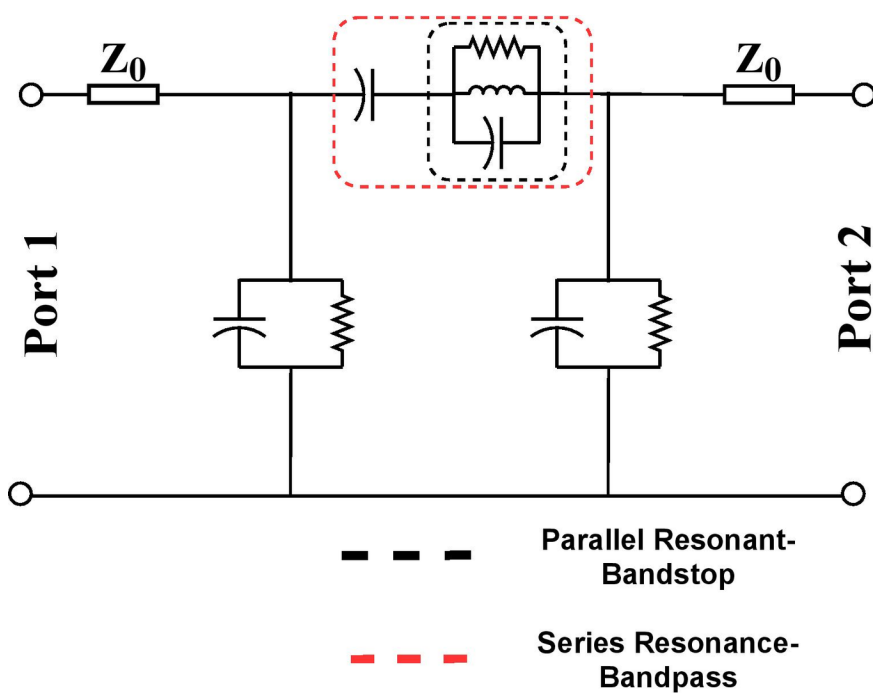 Z₀
Z₀
Port 1
Port 2
Parallel Resonant-
Bandstop
Series Resonance-
Bandpass